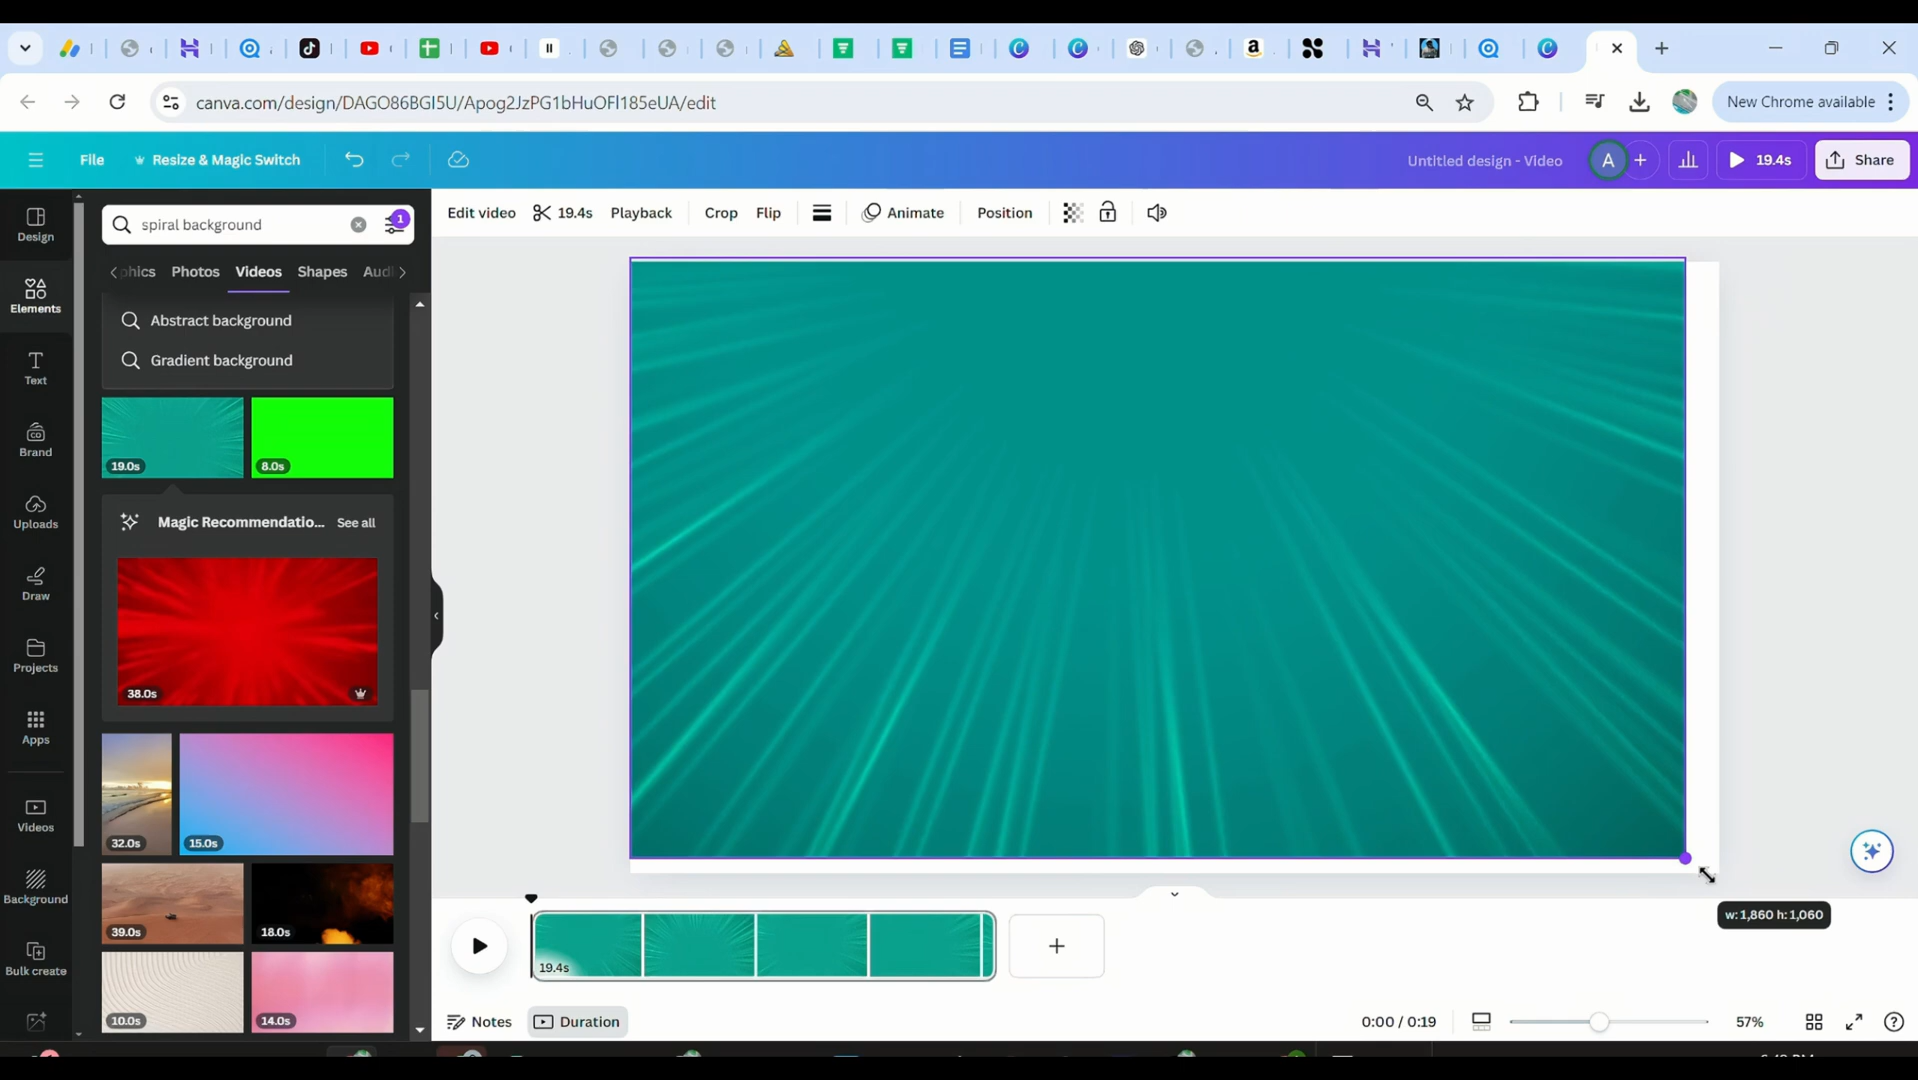 canva.com/design/DAGO86BGI5U/Apog2JzPG1bHuOFl185eUA/edit
New Chrome available
File
Resize & Magic Switch
Untitled design - Video
A
19.4s
Share
Design
Elements
Text
Brand
Uploads
Draw
Projects
Apps
Videos
Background
Bulk create
spiral background
1
phics
Photos
Videos
Shapes
Audi
Abstract background
Gradient background
19.0s
8.0s
Magic Recommendatio...
See all
38.0s
32.0s
15.0s
39.0s
18.0s
10.0s
14.0s
Edit video
19.4s
Playback
Crop
Flip
Animate
Position
w:1,860 h:1,060
19.4s
Notes
Duration
0:00 / 0:19
57%